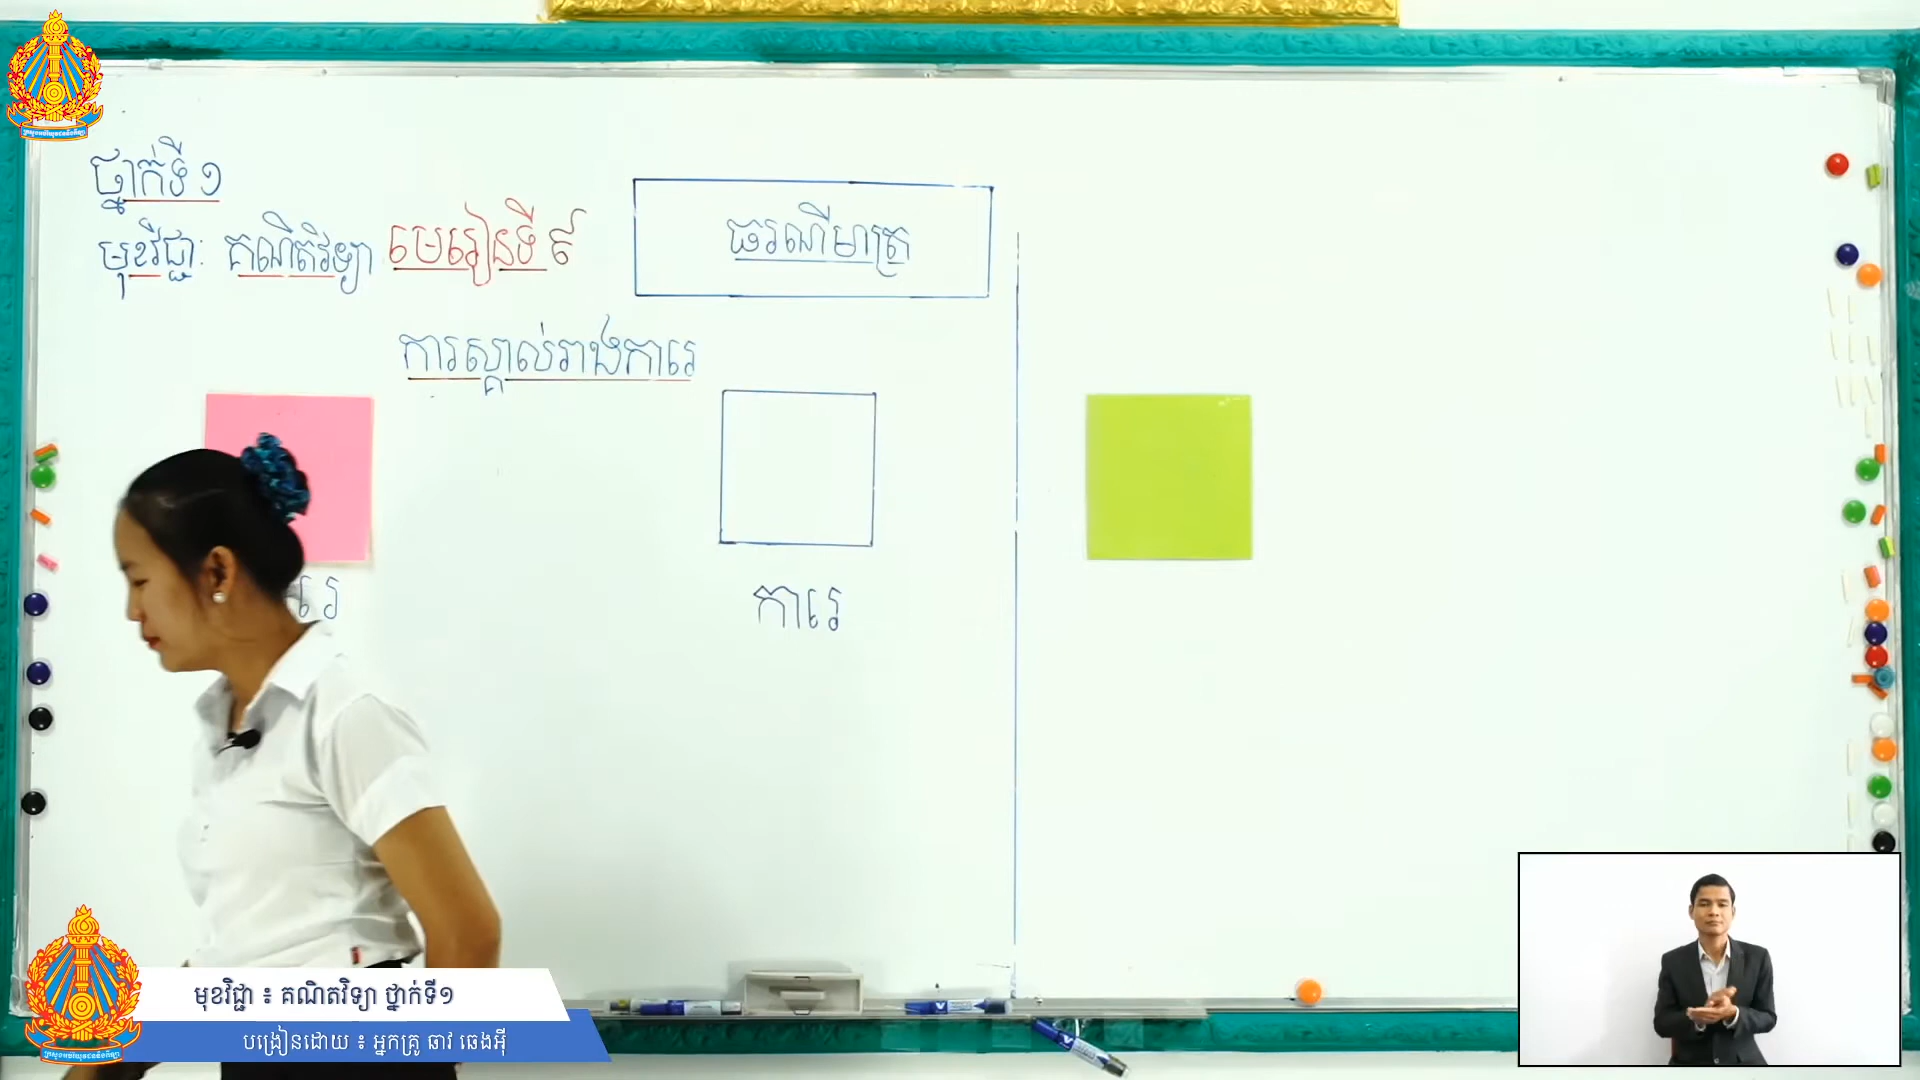 ថ្នាក់ទី ១
មុខវិជ្ជា: គណិតវិទ្យា មេរៀនទី ៩
ធរណីមាត្រ
ការស្គាល់រាងការេ
រេ
ការេ
មុខវិជ្ជា ៖ គណិតវិទ្យា ថ្នាក់ទី១
បង្រៀនដោយ ៖ អ្នកគ្រូ ឆាវ ឆេងអ៊ី